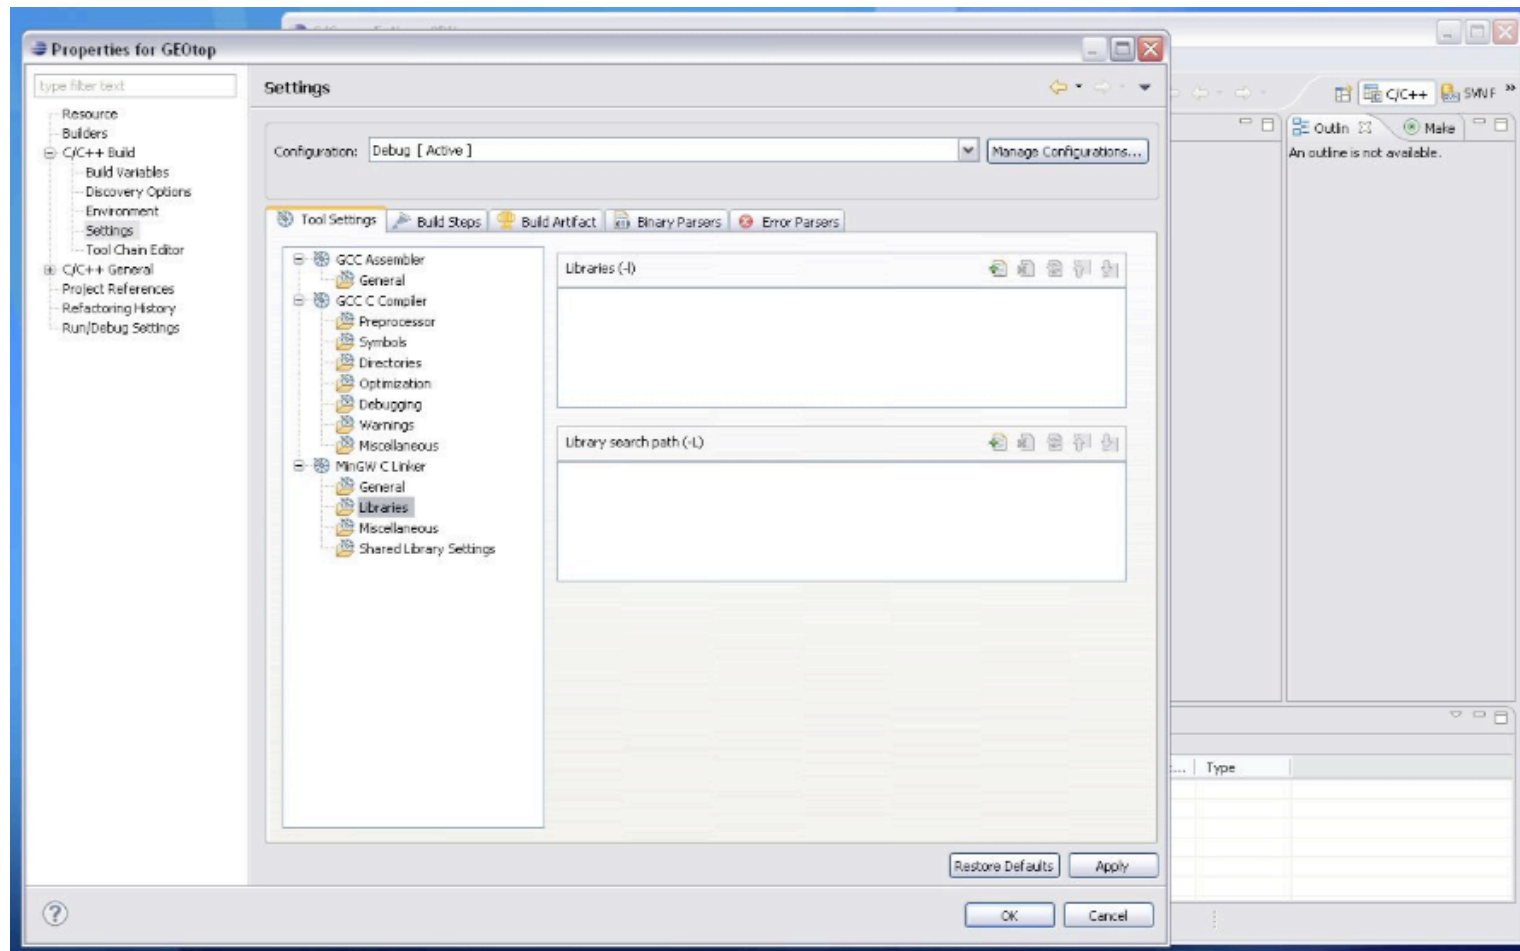 Properties for GEOtop
type filter text
Resource
Builders
C/C++ Build
Build Variables
Discovery Options
Environment
Settings
Tool Chain Editor
C/C++ General
Project References
Refactoring History
Run/Debug Settings
Settings
Configuration: Debug [ Active ] Manage Configurations...
Tool Settings Build Steps Build Artifact Binary Parsers Error Parsers
GCC Assembler
General
GCC C Compiler
Preprocessor
Symbols
Directories
Optimization
Debugging
Warnings
Miscellaneous
MinGW C Linker
General
Libraries
Miscellaneous
Shared Library Settings
Libraries (-l)
Library search path (-L)
Restore Defaults Apply
OK Cancel
C/C++
Outlin Make
An outline is not available.
Type